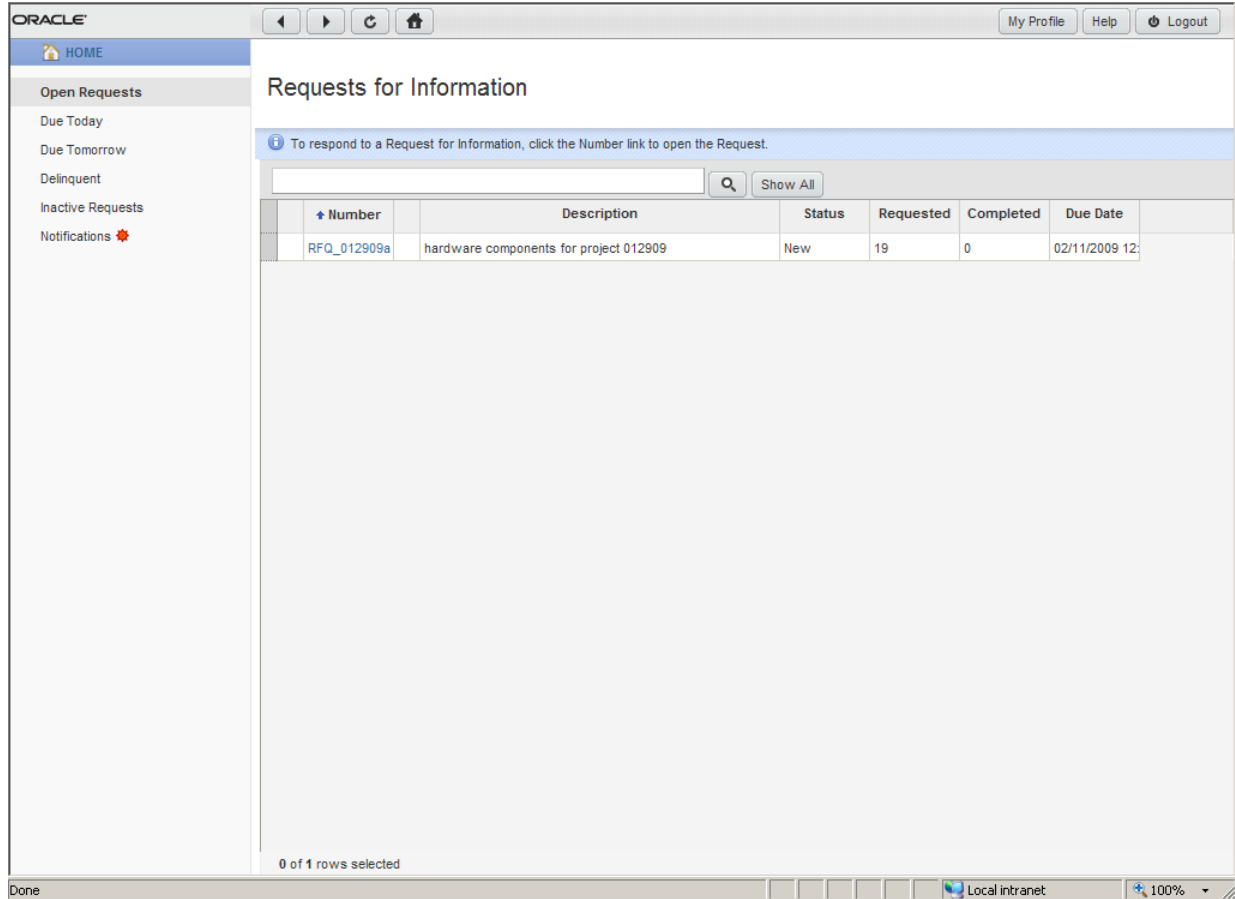 ORACLE
My Profile Help Logout
HOME
Open Requests
Due Today
Due Tomorrow
Delinquent
Inactive Requests
Notifications
Requests for Information
To respond to a Request for Information, click the Number link to open the Request.
Show All
Number Description Status Requested Completed Due Date
RFQ_012909a hardware components for project 012909 New 19 0 02/11/2009 12:
0 of 1 rows selected
Done Local intranet 100%